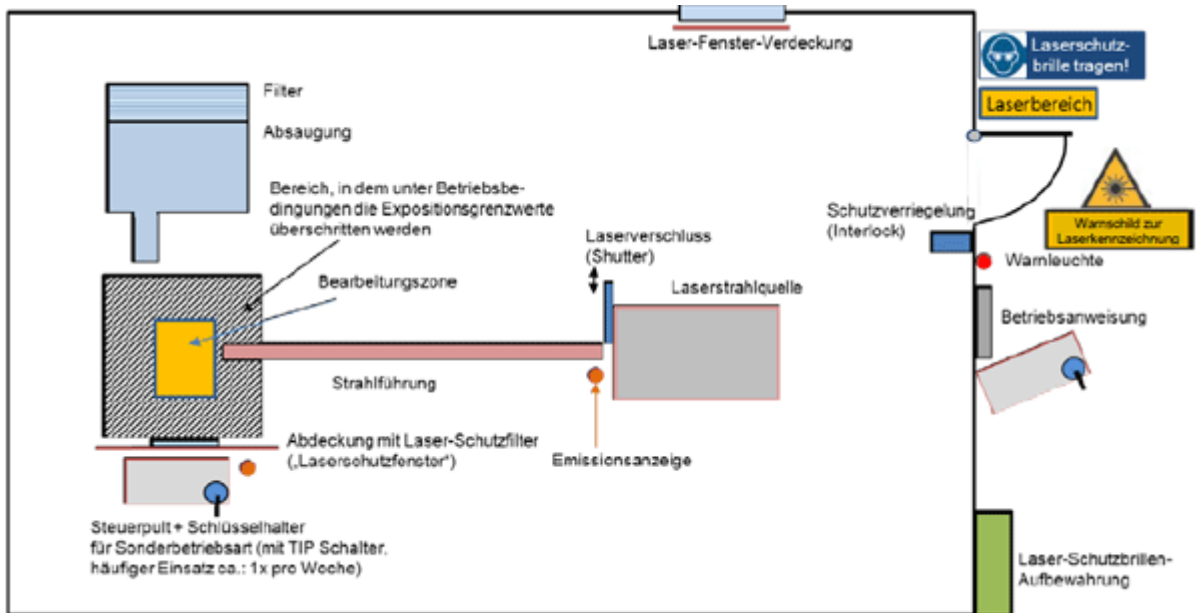 Laser-Fenster-Verdeckung
Laserschutz-
brille tragen!
Laserbereich
Filter
Absaugung
Bereich, in dem unter Betriebsbe-
dingungen die Expositionsgrenzwerte
überschritten werden
Schutzverriegelung
(Interlock)
Warnschild zur
Laserkennzeichnung
Laserverschluss
(Shutter)
Warnleuchte
Bearbeitungszone
Laserstrahlquelle
Betriebsanweisung
Strahlführung
Abdeckung mit Laser-Schutzfilter
(„Laserschutzfenster“)
Emissionsanzeige
Steuerpult + Schlüsselhalter
für Sonderbetriebsart (mit TIP Schalter,
häufiger Einsatz ca.: 1x pro Woche)
Laser-Schutzbrillen-
Aufbewahrung